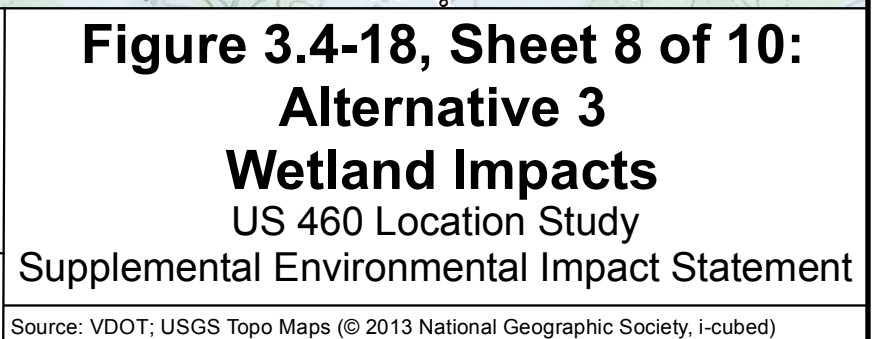 Figure 3.4-18, Sheet 8 of 10:
Alternative 3
Wetland Impacts
US 460 Location Study
Supplemental Environmental Impact Statement
Source: VDOT; USGS Topo Maps (© 2013 National Geographic Society, i-cubed)